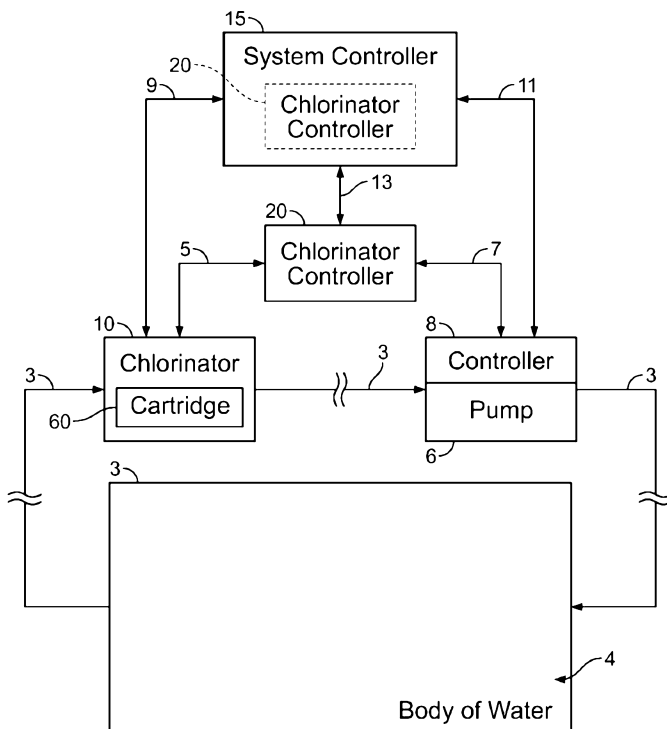 15
System Controller
20
Chlorinator
Controller
9
11
13
20
Chlorinator
Controller
5
7
10
Chlorinator
60
Cartridge
3
3
8
Controller
Pump
6
3
3
4
Body of Water